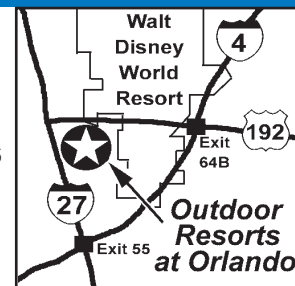 Walt
Disney
World
Resort
4
192
Exit
64B
27
Outdoor
Resorts
at Orlando
Exit 55